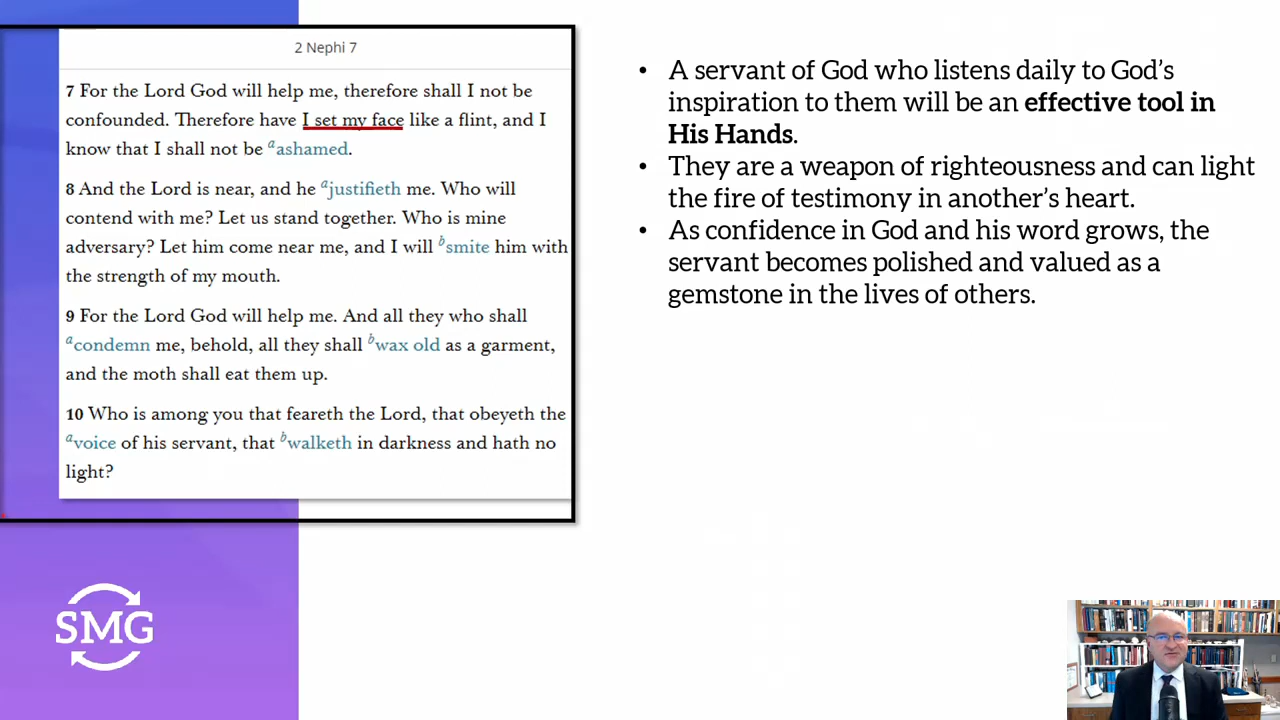 2 Nephi 7
7 For the Lord God will help me, therefore shall I not be
confounded. Therefore have I set my face like a flint, and I
know that I shall not be a ashamed.
8 And the Lord is near, and he a justifieth me. Who will
contend with me? Let us stand together. Who is mine
adversary? Let him come near me, and I will b smite him with
the strength of my mouth.
9 For the Lord God will help me. And all they who shall
a condemn me, behold, all they shall b wax old as a garment,
and the moth shall eat them up.
10 Who is among you that feareth the Lord, that obeyeth the
a voice of his servant, that b walketh in darkness and hath no
light?
• A servant of God who listens daily to God’s
inspiration to them will be an effective tool in
His Hands.
• They are a weapon of righteousness and can light
the fire of testimony in another’s heart.
• As confidence in God and his word grows, the
servant becomes polished and valued as a
gemstone in the lives of others.
SMG